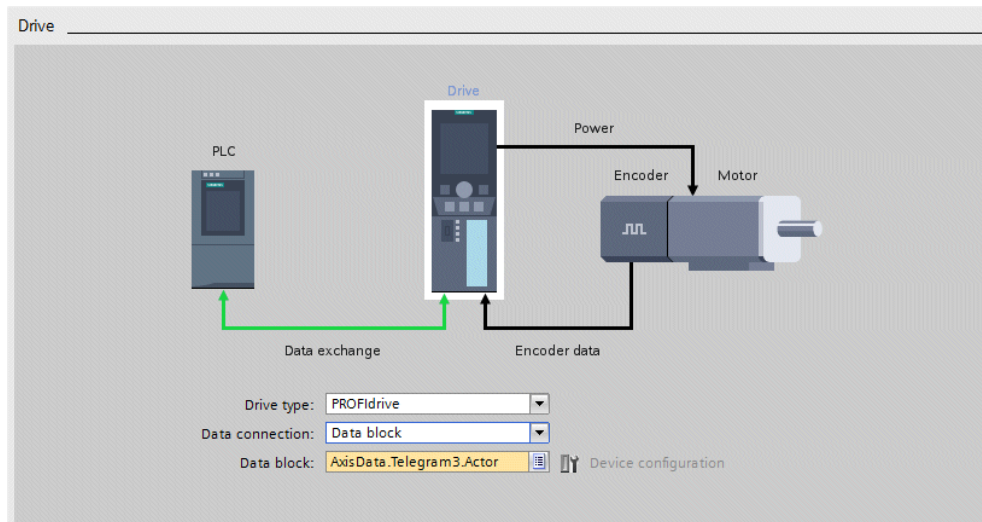 Drive
Drive
Power
PLC
Encoder
Motor
Data exchange
Encoder data
Drive type:
PROFIdrive
Data connection:
Data block
Data block:
AxisData.Telegram3.Actor
Device configuration